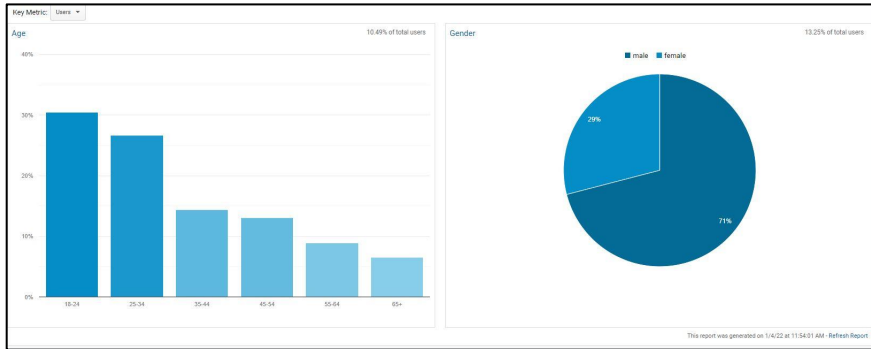 Key Metric: Users
Age
10.49% of total users
40%
30%
20%
10%
0%
18-24
25-34
35-44
45-54
55-64
65+
Gender
13.25% of total users
male female
29%
71%
This report was generated on 1/4/22 at 11:54:01 AM - Refresh Report